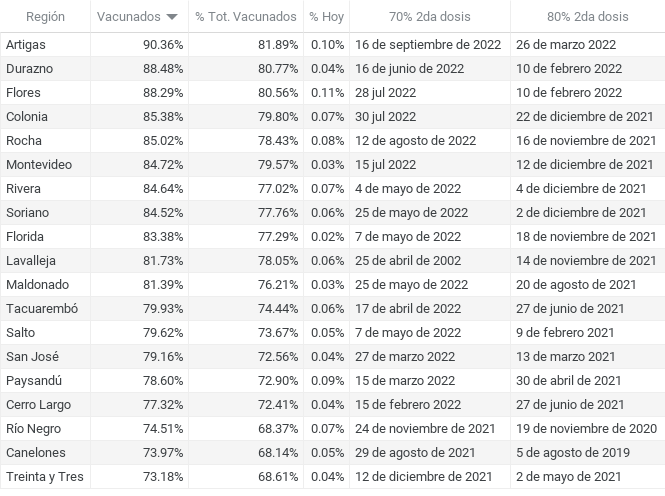 Región Vacunados % Tot. Vacunados % Hoy 70% 2da dosis 80% 2da dosis
Artigas 90.36% 81.89% 0.10% 16 de septiembre de 2022 26 de marzo 2022
Durazno 88.48% 80.77% 0.04% 16 de junio de 2022 10 de febrero 2022
Flores 88.29% 80.56% 0.11% 28 jul 2022 10 de febrero 2022
Colonia 85.38% 79.80% 0.07% 30 jul 2022 22 de diciembre de 2021
Rocha 85.02% 78.43% 0.08% 12 de agosto de 2022 16 de noviembre de 2021
Montevideo 84.72% 79.57% 0.03% 15 jul 2022 12 de diciembre de 2021
Rivera 84.64% 77.02% 0.07% 4 de mayo de 2022 4 de diciembre de 2021
Soriano 84.52% 77.76% 0.06% 25 de mayo de 2022 2 de diciembre de 2021
Florida 83.38% 77.29% 0.02% 7 de mayo de 2022 18 de noviembre de 2021
Lavalleja 81.73% 78.05% 0.06% 25 de abril de 2002 14 de noviembre de 2021
Maldonado 81.39% 76.21% 0.03% 25 de mayo de 2022 20 de agosto de 2021
Tacuarembó 79.93% 74.44% 0.06% 17 de abril de 2022 27 de junio de 2021
Salto 79.62% 73.67% 0.05% 7 de mayo de 2022 9 de febrero 2021
San José 79.16% 72.56% 0.04% 27 de marzo de 2022 13 de marzo de 2021
Paysandú 78.60% 72.90% 0.09% 15 de marzo de 2022 30 de abril de 2021
Cerro Largo 77.32% 72.41% 0.04% 15 de febrero de 2022 27 de junio de 2021
Río Negro 74.51% 68.37% 0.07% 24 de noviembre de 2021 19 de noviembre de 2020
Canelones 73.97% 68.14% 0.05% 29 de agosto de 2021 5 de agosto de 2019
Treinta y Tres 73.18% 68.61% 0.04% 12 de diciembre de 2021 2 de mayo de 2021